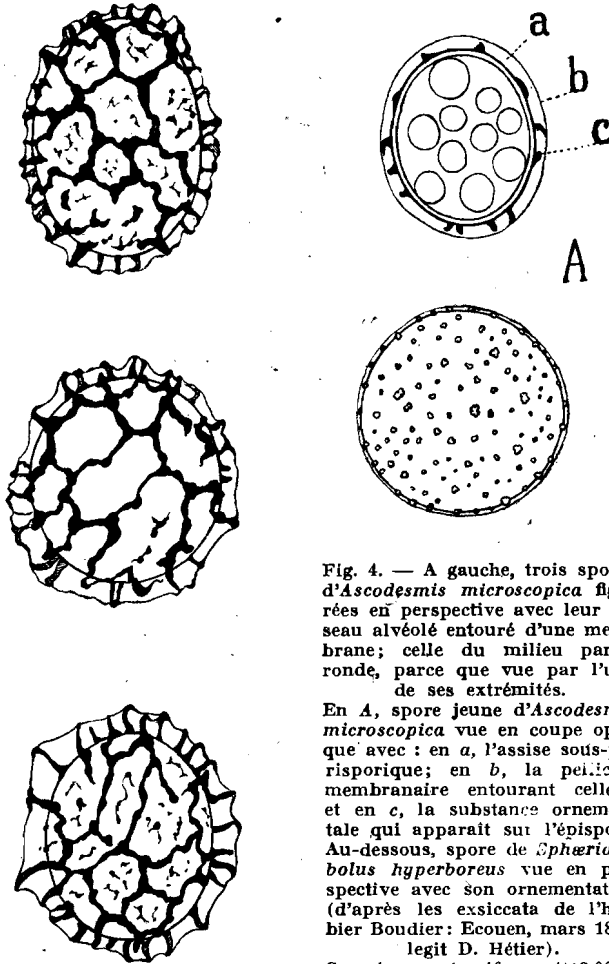 a
b
c
A
Fig. 4. — A gauche, trois spo
d'Ascodesmis microscopica fig
rées en perspective avec leur
seau alvéolé entouré d'une me
brane; celle du milieu par
ronde, parce que vue par l'u
de ses extrémités.
En A, spore jeune d'Ascodesm
microscopica vue en coupe op
que avec : en a, l'assise sous-
risporique; en b, la pellic
membranaire entourant celle
et en c, la substance orneme
tale qui apparait sur l'épispo
Au-dessous, spore de Sphæria
bolus hyperboreus vue en p
spective avec son ornementat
(d'après les exsiccata de l'h
bier Boudier: Ecouen, mars 18
legit D. Hétier).